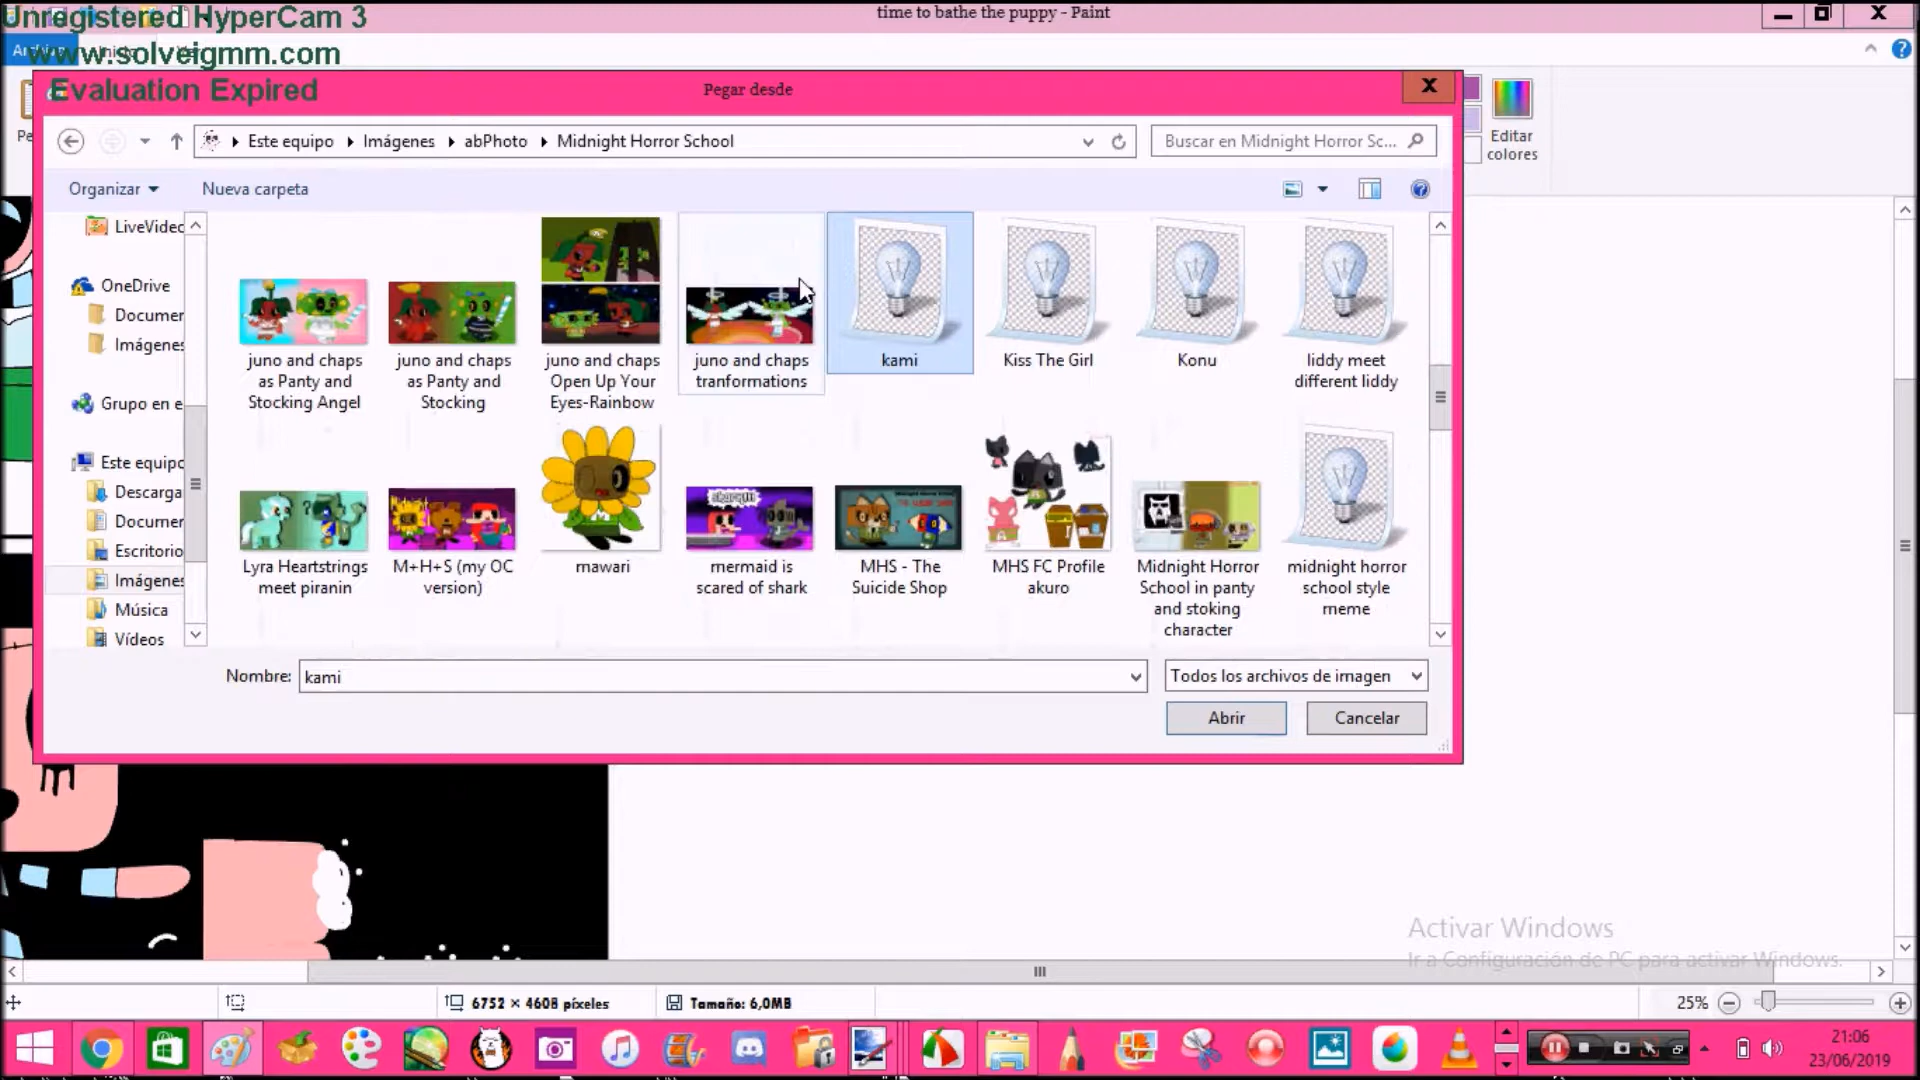 time to bathe the puppy - Paint
Unregistered HyperCam 3
www.solveigmm.com
Evaluation Expired
Pegar desde
Editar
colores
Este equipo
Imágenes
abPhoto
Midnight Horror School
Buscar en Midnight Horror Sc...
Organizar
Nueva carpeta
LiveVideo
OneDrive
Documer
Imágenes
Grupo en e
Este equipo
Descarga
Documer
Escritorio
Imágenes
Música
Vídeos
juno and chaps
as Panty and
Stocking Angel
juno and chaps
as Panty and
Stocking
juno and chaps
Open Up Your
Eyes-Rainbow
juno and chaps
tranformations
kami
Kiss The Girl
Konu
liddy meet
different liddy
Lyra Heartstrings
meet piranin
M+H+S (my OC
version)
mawari
mermaid is
scared of shark
MHS - The
Suicide Shop
MHS FC Profile
akuro
Midnight Horror
School in panty
and stoking
character
midnight horror
school style
meme
Nombre:
kami
Todos los archivos de imagen
Abrir
Cancelar
Activar Windows
Ir a Configuración de PC para activar Windows.
6752 × 4608 píxeles
Tamaño: 6,0MB
25%
21:06
23/06/2019